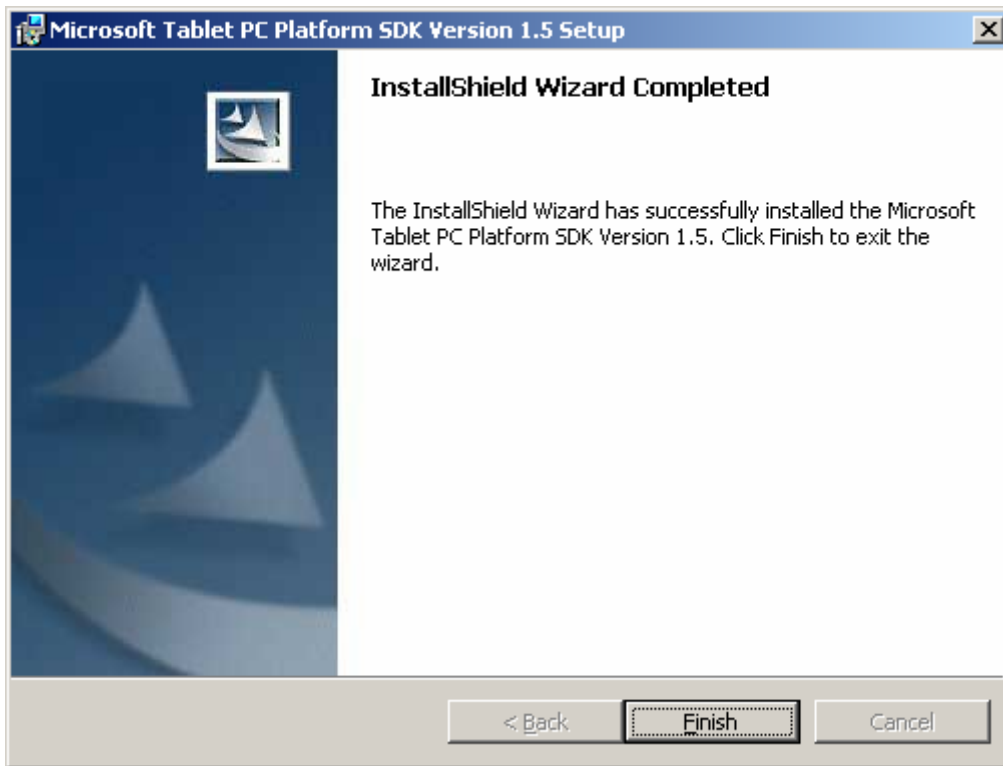 Microsoft Tablet PC Platform SDK Version 1.5 Setup
InstallShield Wizard Completed
The InstallShield Wizard has successfully installed the Microsoft
Tablet PC Platform SDK Version 1.5. Click Finish to exit the
wizard.
< Back
Finish
Cancel